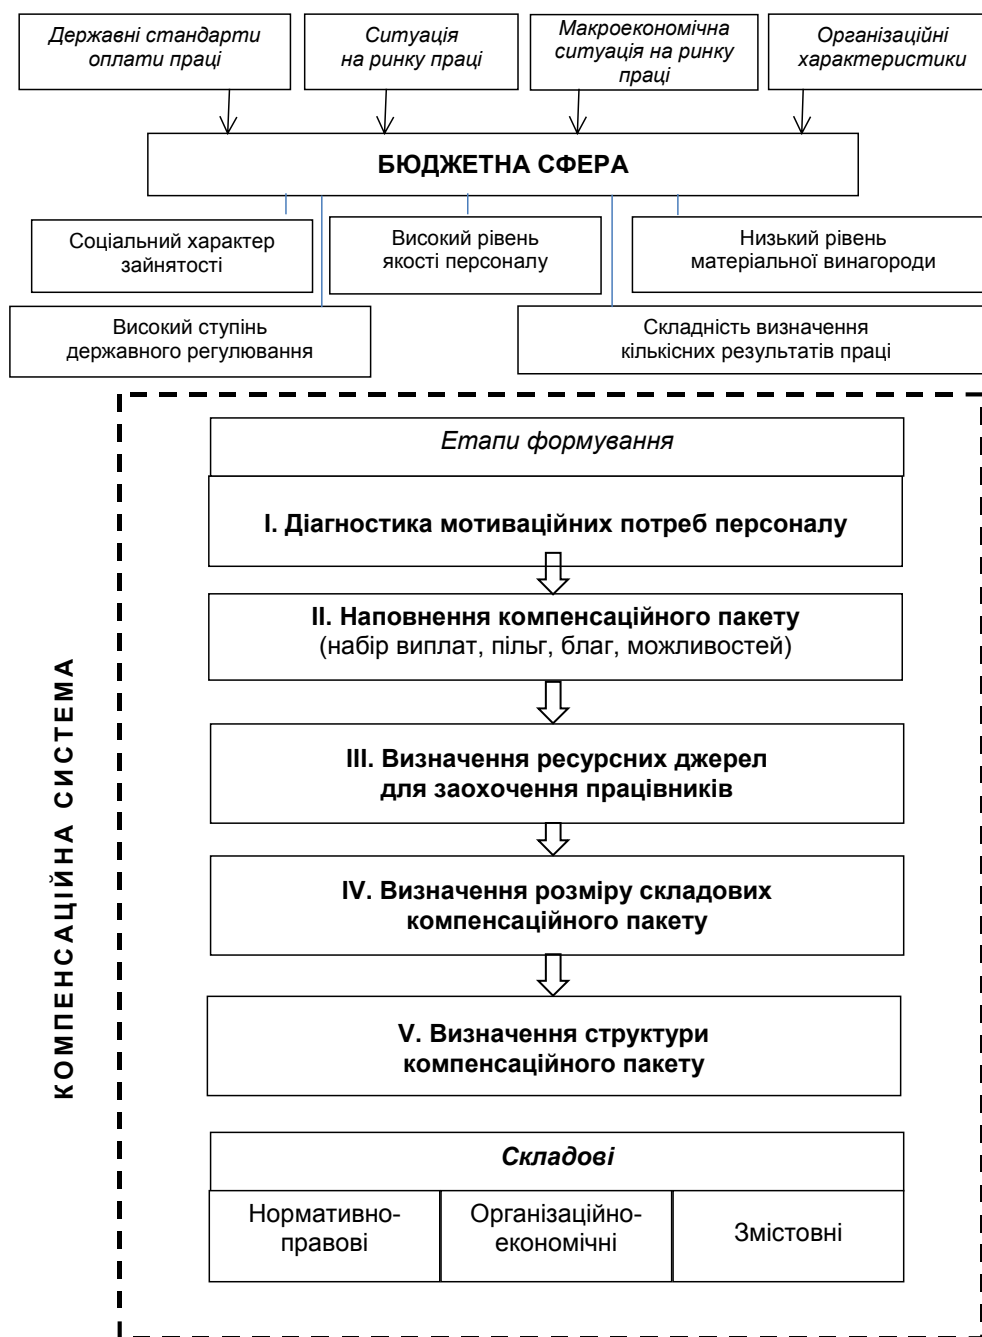 Державні стандарти
оплати праці
Ситуація
на ринку праці
Макроекономічна
ситуація на ринку
праці
Організаційні
характеристики
БЮДЖЕТНА СФЕРА
Соціальний характер
зайнятості
Високий рівень
якості персоналу
Низький рівень
матеріальної винагороди
Високий ступінь
державного регулювання
Складність визначення
кількісних результатів праці
КОМПЕНСАЦІЙНА СИСТЕМА
Етапи формування
І. Діагностика мотиваційних потреб персоналу
ІІ. Наповнення компенсаційного пакету
(набір виплат, пільг, благ, можливостей)
ІІІ. Визначення ресурсних джерел
для заохочення працівників
IV. Визначення розміру складових
компенсаційного пакету
V. Визначення структури
компенсаційного пакету
Складові
Нормативно-
правові
Організаційно-
економічні
Змістовні